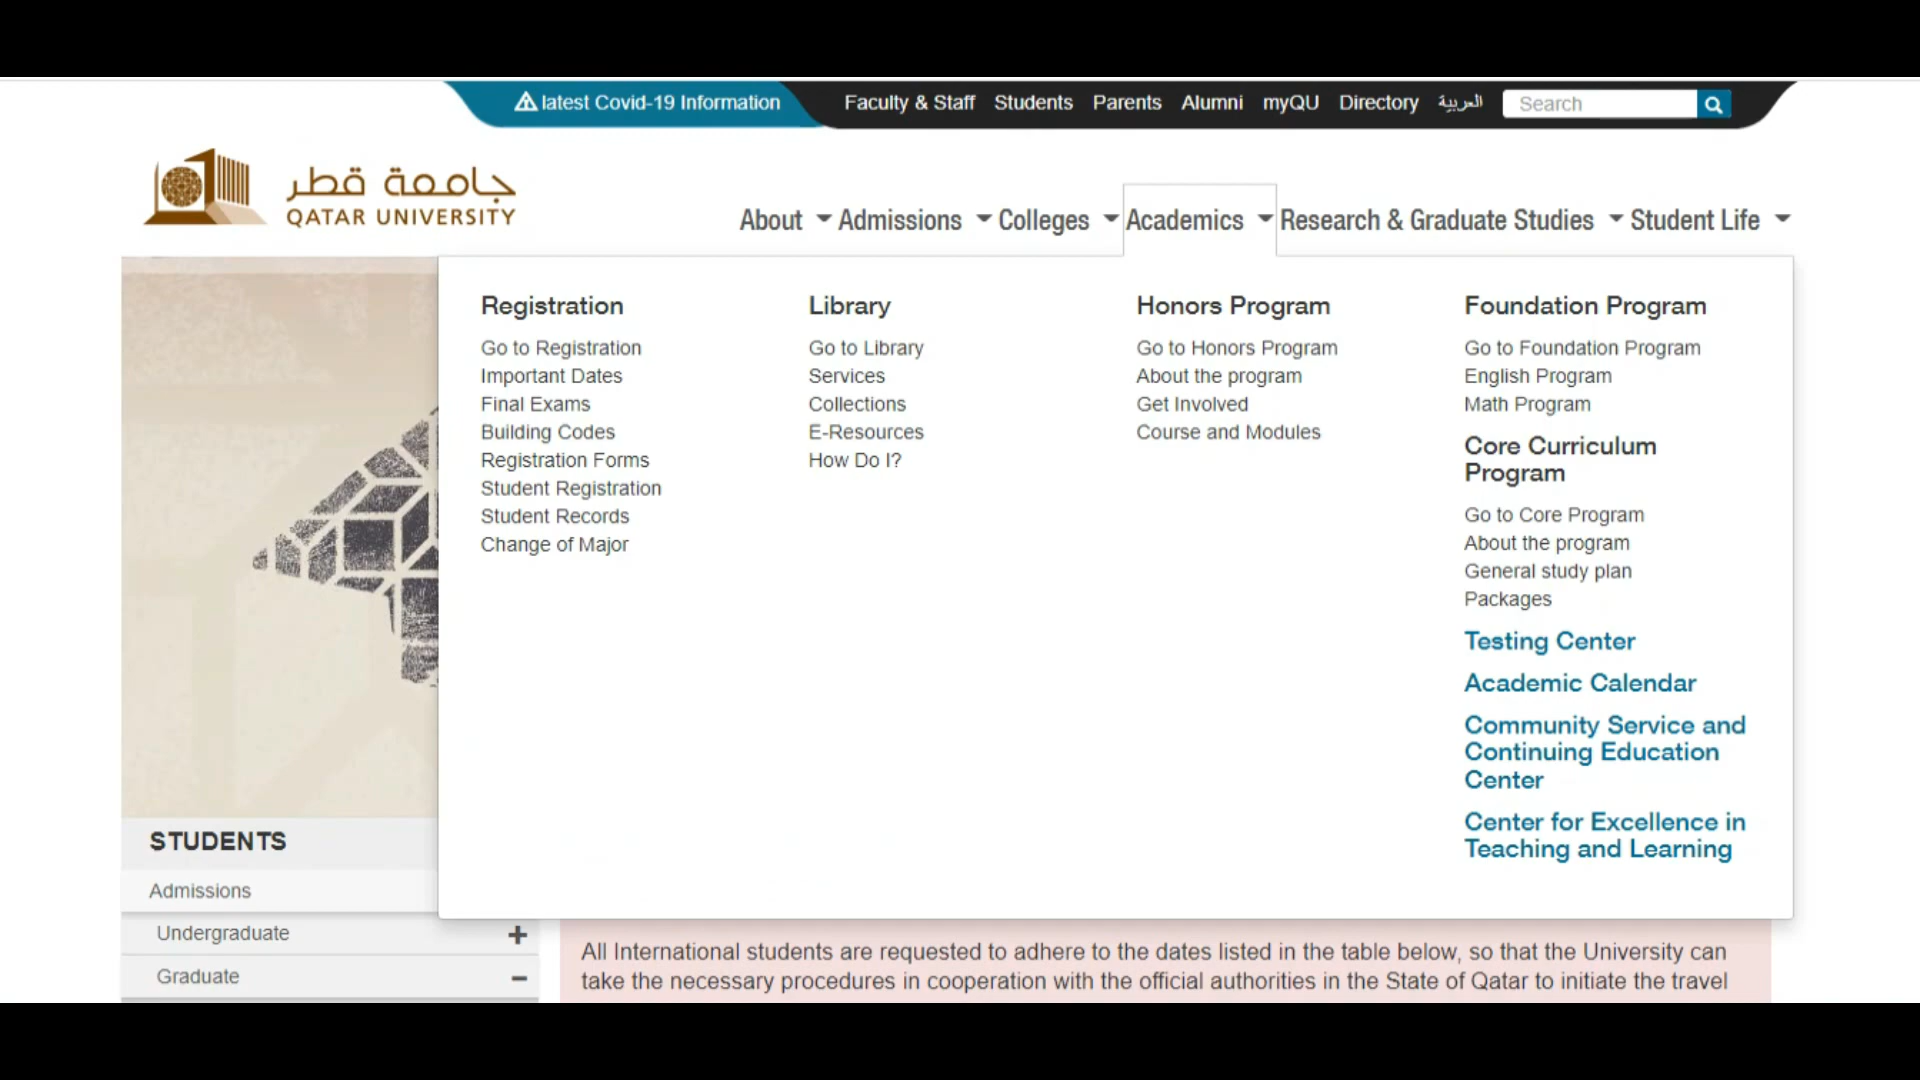 latest Covid-19 Information
Faculty & Staff Students Parents Alumni myQU Directory العربية Search
جامعة قطر
QATAR UNIVERSITY
About Admissions Colleges Academics Research & Graduate Studies Student Life
Registration
Go to Registration
Important Dates
Final Exams
Building Codes
Registration Forms
Student Registration
Student Records
Change of Major
Library
Go to Library
Services
Collections
E-Resources
How Do I?
Honors Program
Go to Honors Program
About the program
Get Involved
Course and Modules
Foundation Program
Go to Foundation Program
English Program
Math Program
Core Curriculum
Program
Go to Core Program
About the program
General study plan
Packages
Testing Center
Academic Calendar
Community Service and
Continuing Education
Center
Center for Excellence in
Teaching and Learning
STUDENTS
Admissions
Undergraduate
Graduate
All International students are requested to adhere to the dates listed in the table below, so that the University can
take the necessary procedures in cooperation with the official authorities in the State of Qatar to initiate the travel